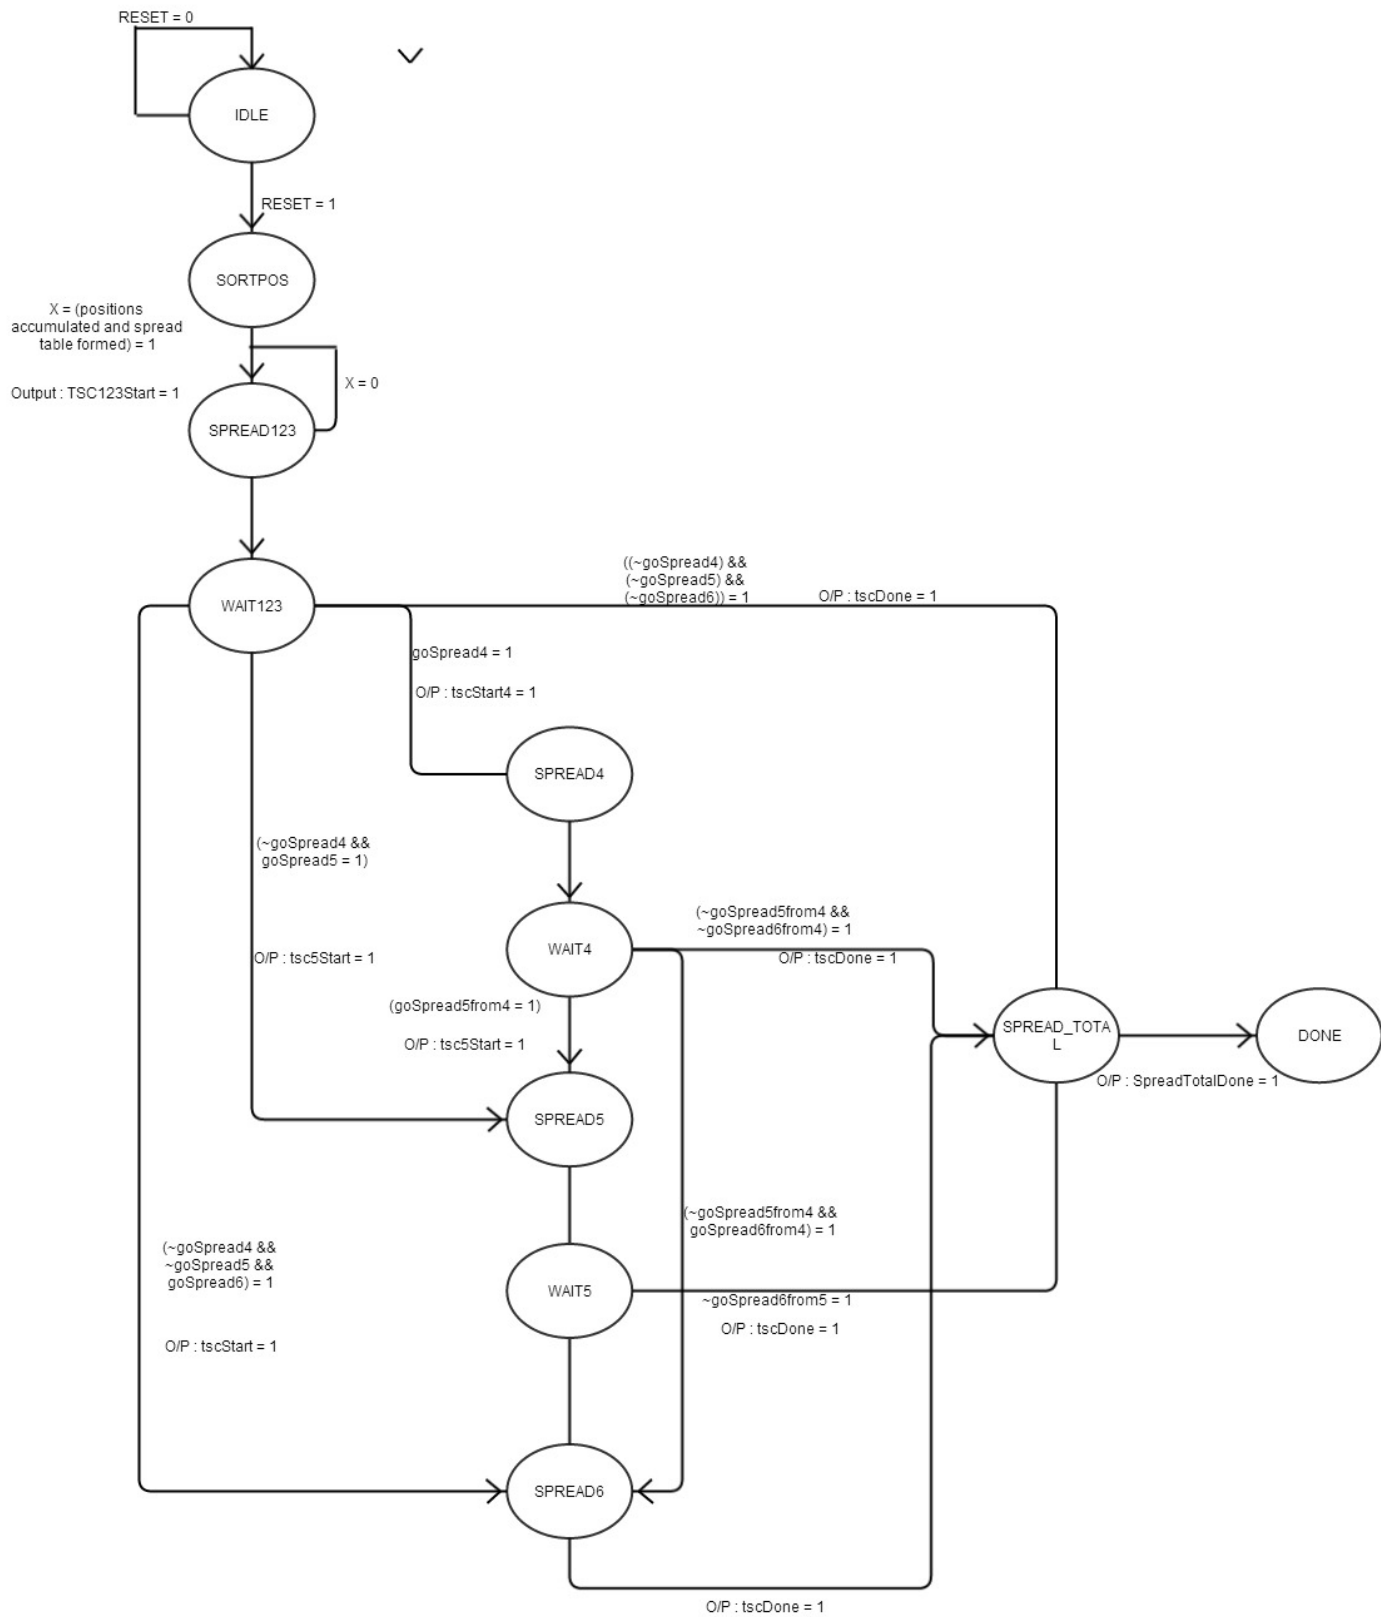 RESET = 0
IDLE
RESET = 1
SORTPOS
X = (positions
accumulated and spread
table formed) = 1
X = 0
Output : TSC123Start = 1
SPREAD123
((~goSpread4) &&
(~goSpread5) &&
(~goSpread6)) = 1
O/P : tscDone = 1
WAIT123
goSpread4 = 1
O/P : tscStart4 = 1
SPREAD4
(~goSpread4 &&
goSpread5 = 1)
(~goSpread5from4 &&
~goSpread6from4) = 1
WAIT4
O/P : tsc5Start = 1
O/P : tscDone = 1
(goSpread5from4 = 1)
O/P : tsc5Start = 1
SPREAD_TOTA
L
DONE
O/P : SpreadTotalDone = 1
SPREAD5
(~goSpread5from4 &&
goSpread6from4) = 1
(~goSpread4 &&
~goSpread5 &&
goSpread6) = 1
WAIT5
~goSpread6from5 = 1
O/P : tscDone = 1
O/P : tscStart = 1
SPREAD6
O/P : tscDone = 1